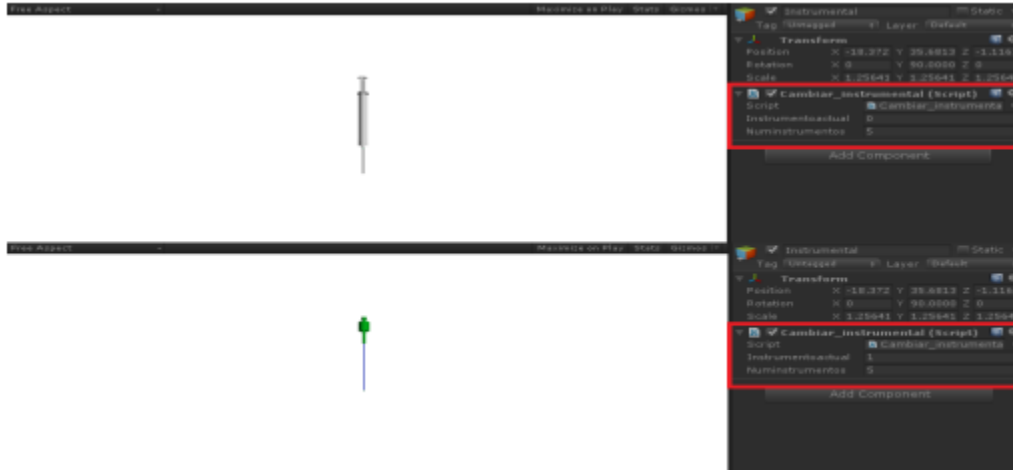 Free Aspect Maximize on Play Stats Gizmos
Instrumental Static
Tag Untagged Layer Default
Transform
Position X -18.372 Y 35.6813 Z -1.116
Rotation X 0 Y 90.0000 Z 0
Scale X 1.25641 Y 1.25641 Z 1.2564
Cambiar_instrumental (Script)
Script Cambiar_instrumenta
Instrumentoactual 0
Numinstrumentos 5
Add Component
Free Aspect Maximize on Play Stats Gizmos
Instrumental Static
Tag Untagged Layer Default
Transform
Position X -18.372 Y 35.6813 Z -1.116
Rotation X 0 Y 90.0000 Z 0
Scale X 1.25641 Y 1.25641 Z 1.2564
Cambiar_instrumental (Script)
Script Cambiar_instrumenta
Instrumentoactual 1
Numinstrumentos 5
Add Component